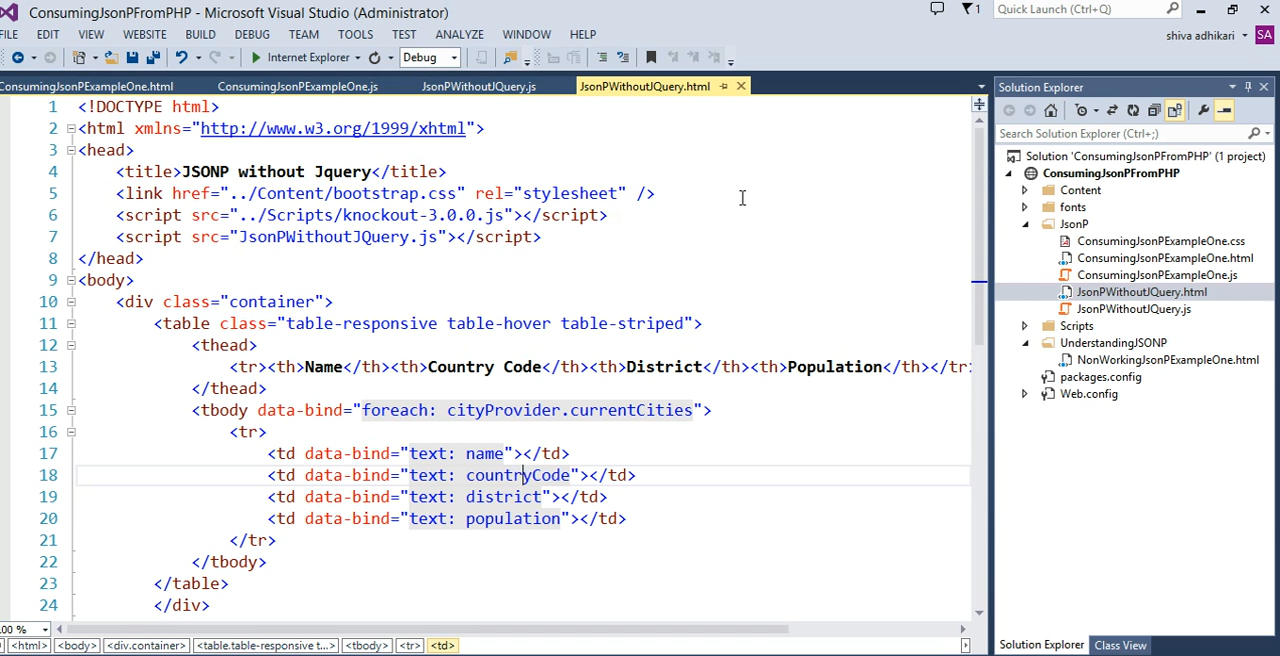 ConsumingJsonPFromPHP - Microsoft Visual Studio (Administrator)
Quick Launch (Ctrl+Q)
FILE EDIT VIEW WEBSITE BUILD DEBUG TEAM TOOLS TEST ANALYZE WINDOW HELP
shiva adhikari
SA
Internet Explorer
Debug
ConsumingJsonPExampleOne.html ConsumingJsonPExampleOne.js JsonPWithoutJQuery.js JsonPWithoutJQuery.html
1 <!DOCTYPE html>
2 <html xmlns="http://www.w3.org/1999/xhtml">
3 <head>
4 <title>JSONP without Jquery</title>
5 <link href="../Content/bootstrap.css" rel="stylesheet" />
6 <script src="../Scripts/knockout-3.0.0.js"></script>
7 <script src="JsonPWithoutJQuery.js"></script>
8 </head>
9 <body>
10 <div class="container">
11 <table class="table-responsive table-hover table-striped">
12 <thead>
13 <tr><th>Name</th><th>Country Code</th><th>District</th><th>Population</th></tr>
14 </thead>
15 <tbody data-bind="foreach: cityProvider.currentCities">
16 <tr>
17 <td data-bind="text: name"></td>
18 <td data-bind="text: countryCode"></td>
19 <td data-bind="text: district"></td>
20 <td data-bind="text: population"></td>
21 </tr>
22 </tbody>
23 </table>
24 </div>
00 %
<html> <body> <div.container> <table.table-responsive t...> <tbody> <tr> <td>
Solution Explorer
Search Solution Explorer (Ctrl+;)
Solution 'ConsumingJsonPFromPHP' (1 project)
ConsumingJsonPFromPHP
Content
fonts
JsonP
ConsumingJsonPExampleOne.css
ConsumingJsonPExampleOne.html
ConsumingJsonPExampleOne.js
JsonPWithoutJQuery.html
JsonPWithoutJQuery.js
Scripts
UnderstandingJSONP
NonWorkingJsonPExampleOne.html
packages.config
Web.config
Solution Explorer Class View